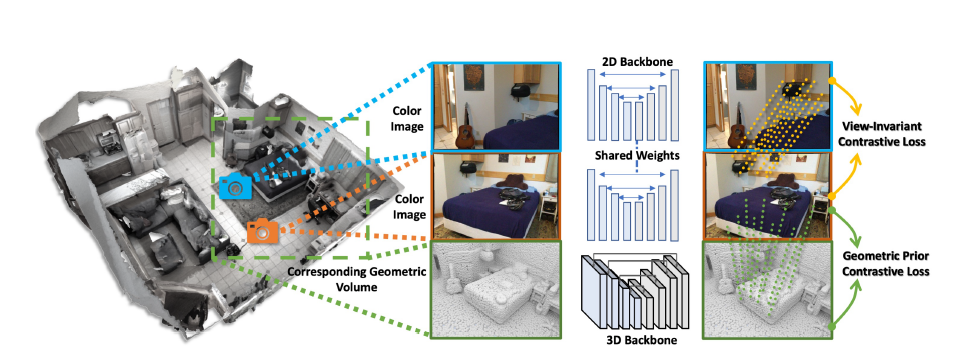 2D Backbone
Color
Image
View-Invariant
Contrastive Loss
Shared Weights
Color
Image
Geometric Prior
Contrastive Loss
Corresponding Geometric
Volume
3D Backbone